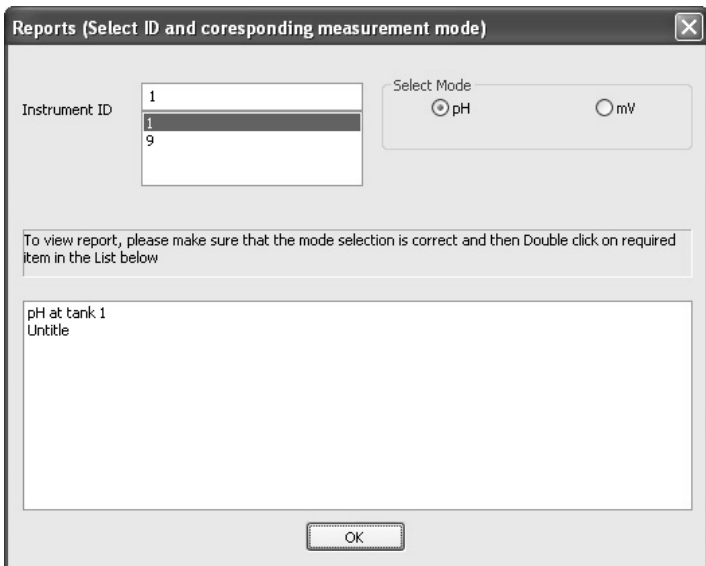 Reports (Select ID and coresponding measurement mode)
Instrument ID
1
1
9
Select Mode
pH
mV
To view report, please make sure that the mode selection is correct and then Double click on required
item in the List below
pH at tank 1
Untitle
OK